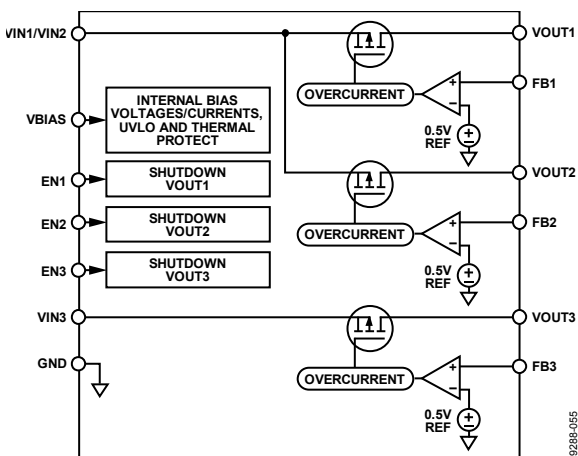 VIN1/VIN2
VOUT1
OVERCURRENT
+
−
FB1
0.5V
REF
VBIAS
INTERNAL BIAS
VOLTAGES/CURRENTS,
UVLO AND THERMAL
PROTECT
EN1
SHUTDOWN
VOUT1
VOUT2
EN2
SHUTDOWN
VOUT2
OVERCURRENT
+
−
FB2
0.5V
REF
EN3
SHUTDOWN
VOUT3
VIN3
VOUT3
GND
OVERCURRENT
+
−
FB3
0.5V
REF
9288-055